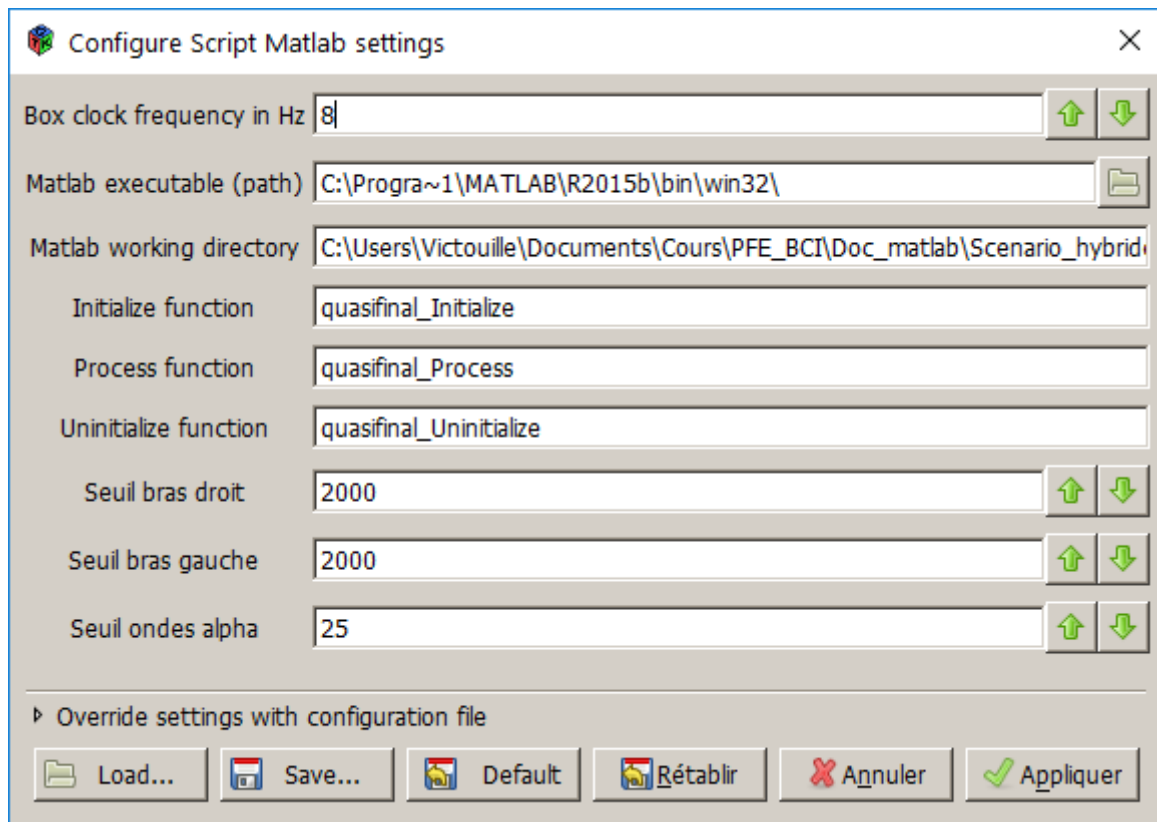 Configure Script Matlab settings
Box clock frequency in Hz 8
Matlab executable (path) C:\Progra~1\MATLAB\R2015b\bin\win32\
Matlab working directory C:\Users\Victouille\Documents\Cours\PFE_BCI\Doc_matlab\Scenario_hybride
Initialize function quasifinal_Initialize
Process function quasifinal_Process
Uninitialize function quasifinal_Uninitialize
Seuil bras droit 2000
Seuil bras gauche 2000
Seuil ondes alpha 25
Override settings with configuration file
Load... Save... Default Rétablir Annuler Appliquer